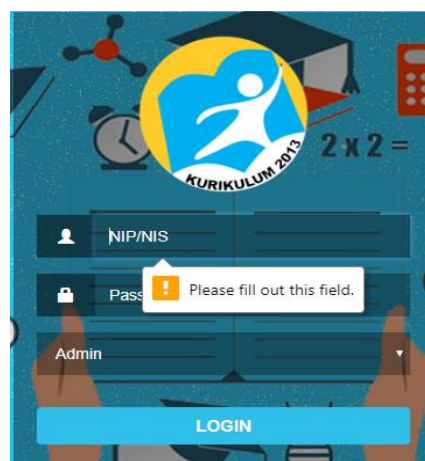 2 x 2 =
KURIKULUM 2013
NIP/NIS
Pass
Please fill out this field.
Admin
LOGIN